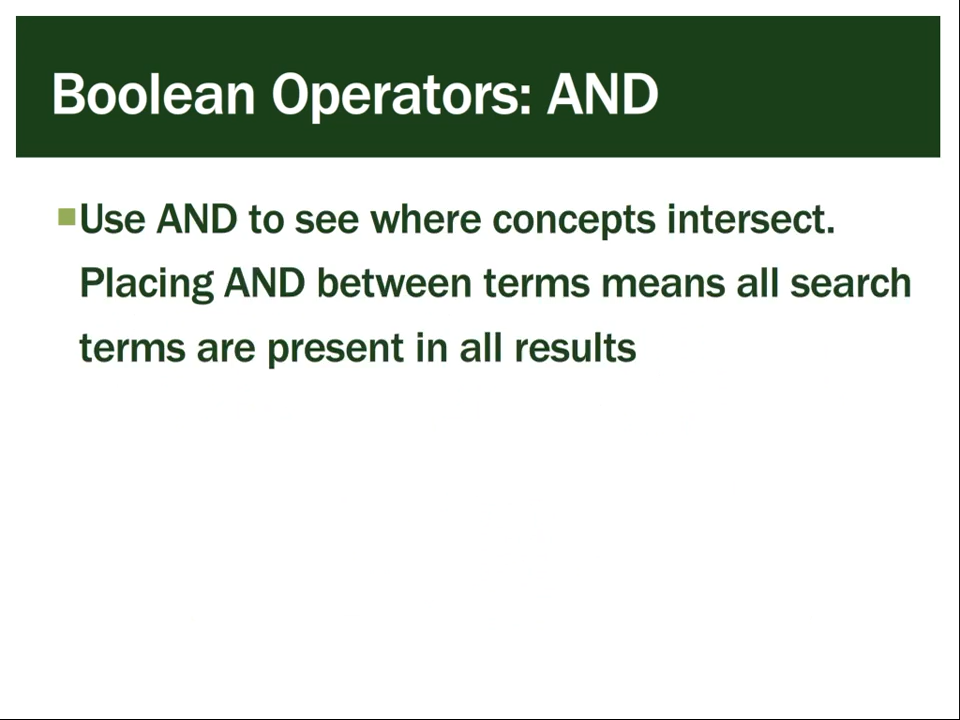 Boolean Operators: AND
Use AND to see where concepts intersect.
Placing AND between terms means all search
terms are present in all results